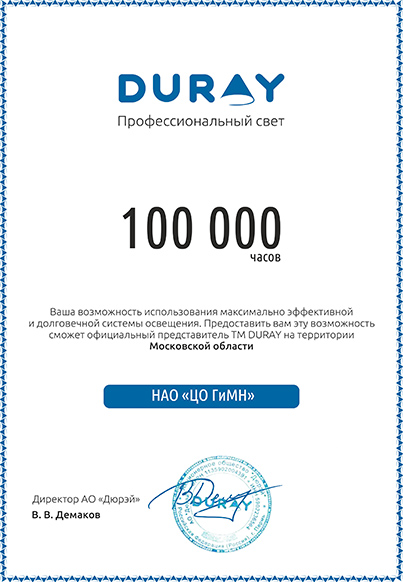 DURAY
Профессиональный свет
100 000
часов
Ваша возможность использования максимально эффективной
и долговечной системы освещения. Предоставить вам эту возможность
сможет официальный представитель ТМ DURAY на территории
Московской области
НАО «ЦО ГиМН»
Директор АО «Дюрэй»
В. В. Демаков
DURAY